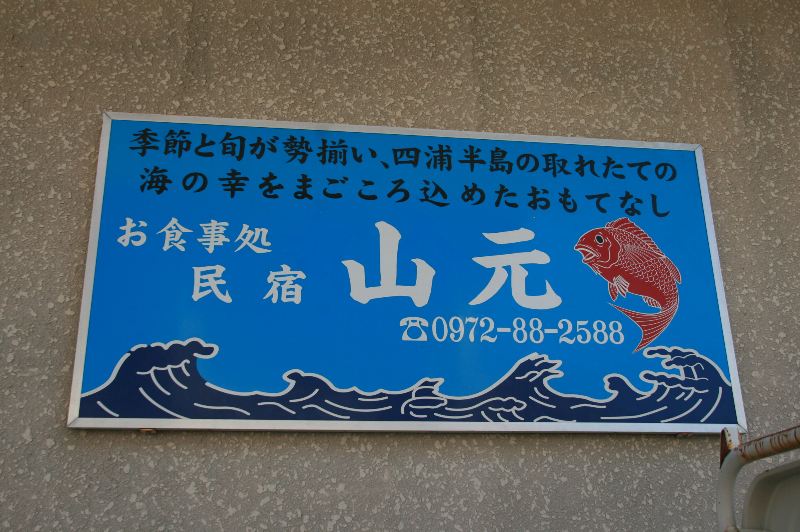 季節と旬が勢揃い、四浦半島の取れたての
海の幸をまごころ込めたおもてなし
お食事処
民宿 山元
☎0972-88-2588